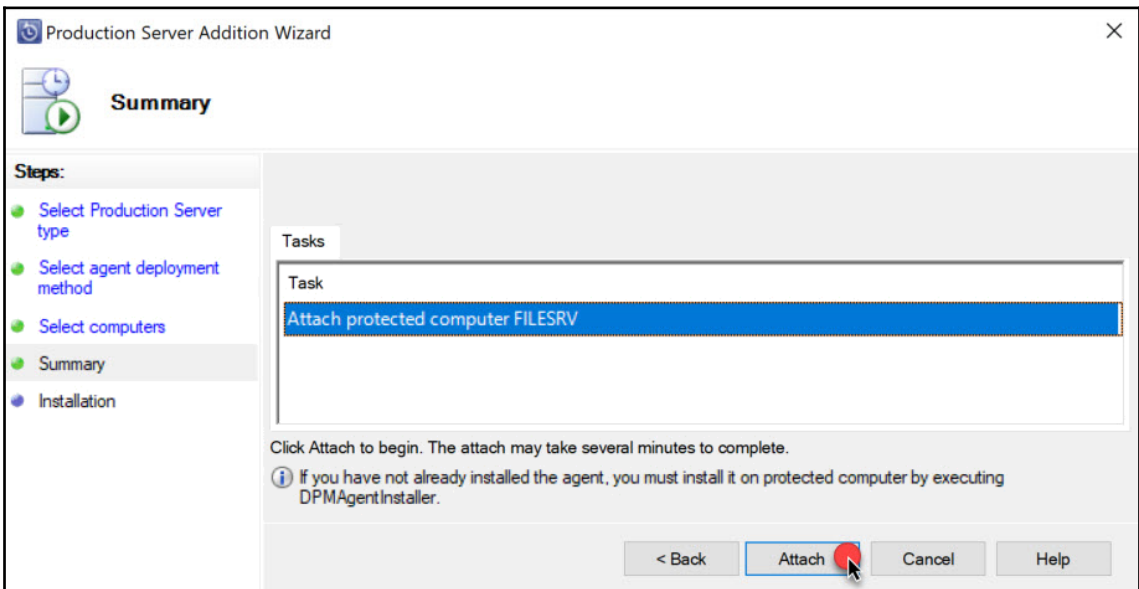 Production Server Addition Wizard
Summary
Steps:
Select Production Server
type
Select agent deployment
method
Select computers
Summary
Installation
Tasks
Task
Attach protected computer FILESRV
Click Attach to begin. The attach may take several minutes to complete.
If you have not already installed the agent, you must install it on protected computer by executing
DPMAgentInstaller.
< Back
Attach
Cancel
Help